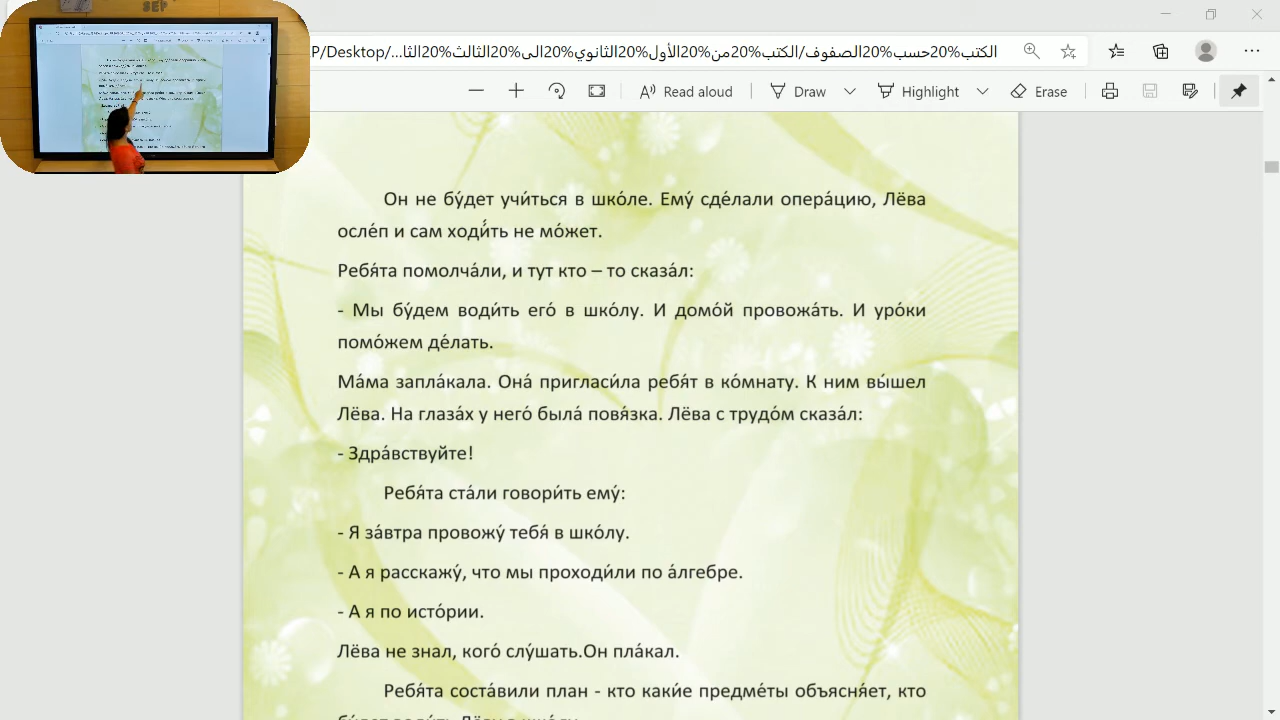 SEP
P/Desktop/الكتب%20حسب%20الصفوف/الكتب%20من%20الأول%20الثانوي%20الى%20الثالث%20الثا...
Read aloud
Draw
Highlight
Erase
Он не бу́дет учи́ться в шко́ле. Ему́ сде́лали опера́цию, Лёва
осле́п и сам ходи́ть не мо́жет.
Ребя́та помолча́ли, и тут кто – то сказа́л:
- Мы бу́дем води́ть его́ в шко́лу. И домо́й провожа́ть. И уро́ки
помо́жем де́лать.
Ма́ма запла́кала. Она́ пригласи́ла ребя́т в ко́мнату. К ним вы́шел
Лёва. На глаза́х у него́ была́ повя́зка. Лёва с трудо́м сказа́л:
- Здра́вствуйте!
Ребя́та ста́ли говори́ть ему́:
- Я за́втра провожу́ тебя́ в шко́лу.
- А я расскажу́, что мы проходи́ли по а́лгебре.
- А я по исто́рии.
Лёва не знал, кого́ слу́шать.Он пла́кал.
Ребя́та соста́вили план - кто каки́е предме́ты объясня́ет, кто